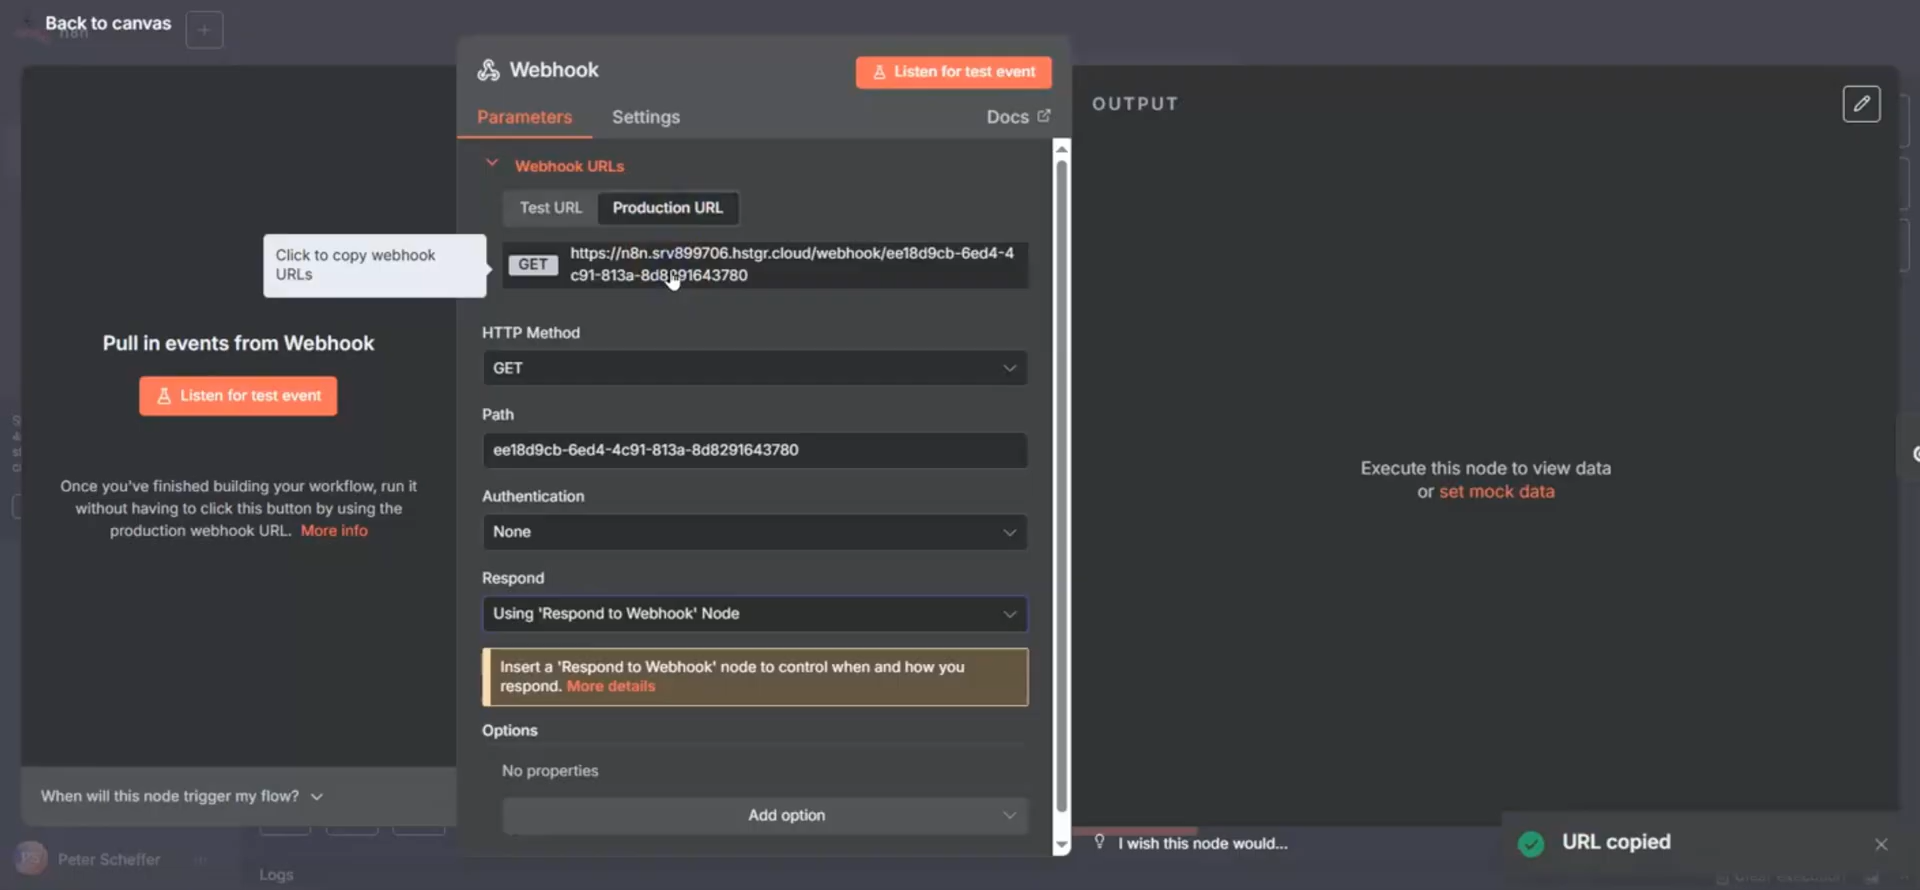 Back to canvas
n8n
Webhook
Listen for test event
Parameters
Settings
Docs
Webhook URLs
Test URL
Production URL
Click to copy webhook
URLs
GET
https://n8n.srv899706.hstgr.cloud/webhook/ee18d9cb-6ed4-4
c91-813a-8d8291643780
HTTP Method
GET
Path
ee18d9cb-6ed4-4c91-813a-8d8291643780
Authentication
None
Respond
Using 'Respond to Webhook' Node
Insert a 'Respond to Webhook' node to control when and how you
respond. More details
Options
No properties
Add option
Pull in events from Webhook
Listen for test event
Once you've finished building your workflow, run it
without having to click this button by using the
production webhook URL. More info
When will this node trigger my flow?
Peter Scheffer
Logs
OUTPUT
Execute this node to view data
or set mock data
I wish this node would...
URL copied